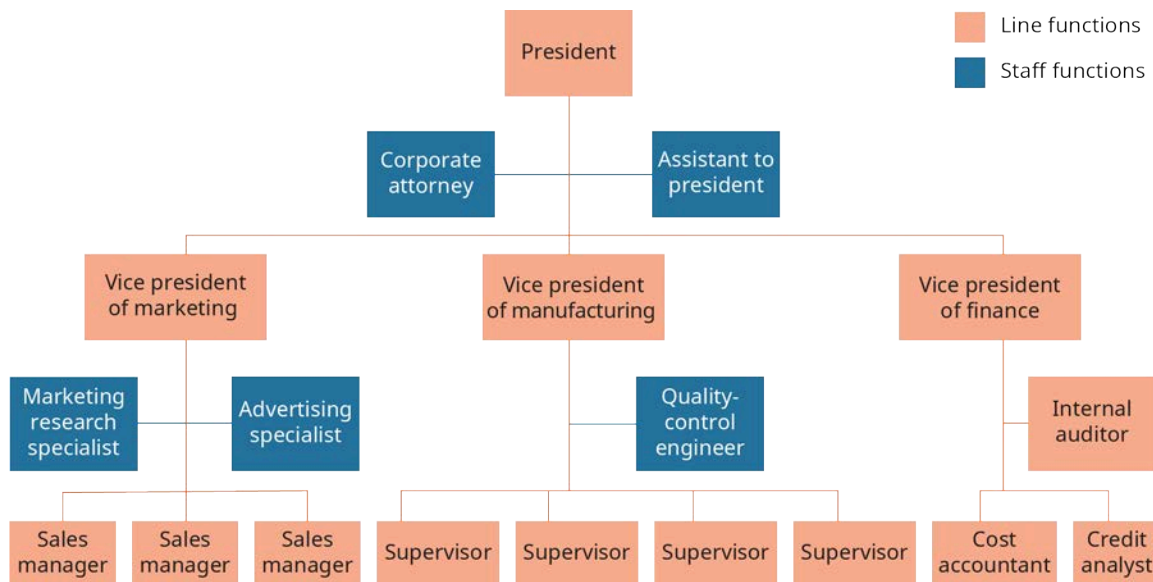 President
Line functions
Staff functions
Corporate
attorney
Assistant to
president
Vice president
of marketing
Vice president
of manufacturing
Vice president
of finance
Marketing
research
specialist
Advertising
specialist
Quality-
control
engineer
Internal
auditor
Sales
manager
Sales
manager
Sales
manager
Supervisor
Supervisor
Supervisor
Supervisor
Cost
accountant
Credit
analyst